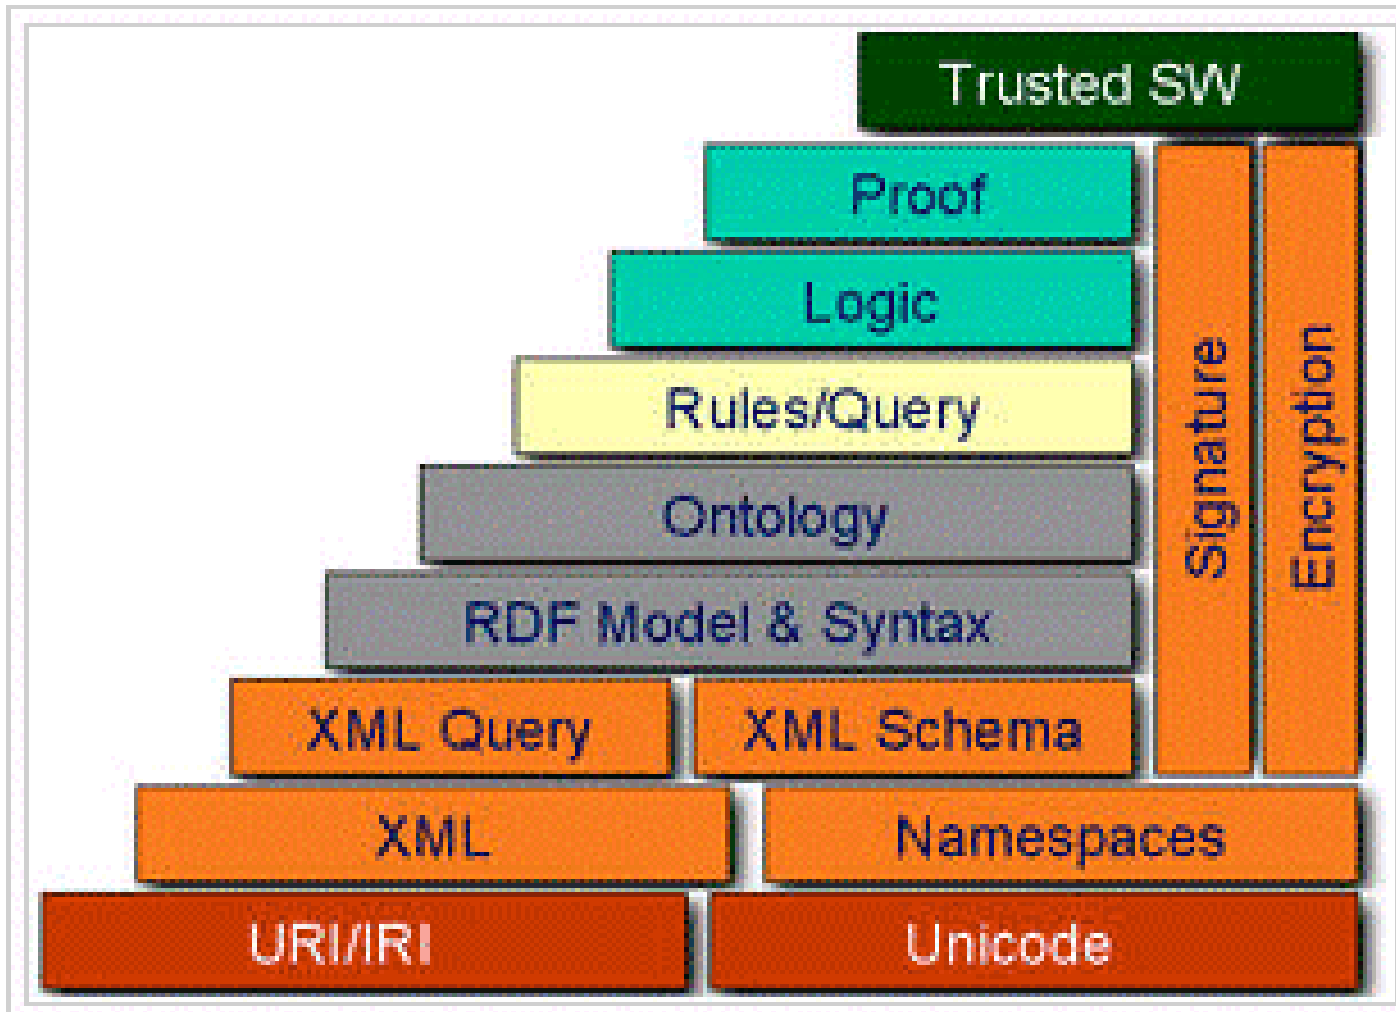 Trusted SW
Proof
Logic
Rules/Query
Ontology
RDF Model & Syntax
Signature
Encryption
XML Query
XML Schema
XML
Namespaces
URI/IRI
Unicode